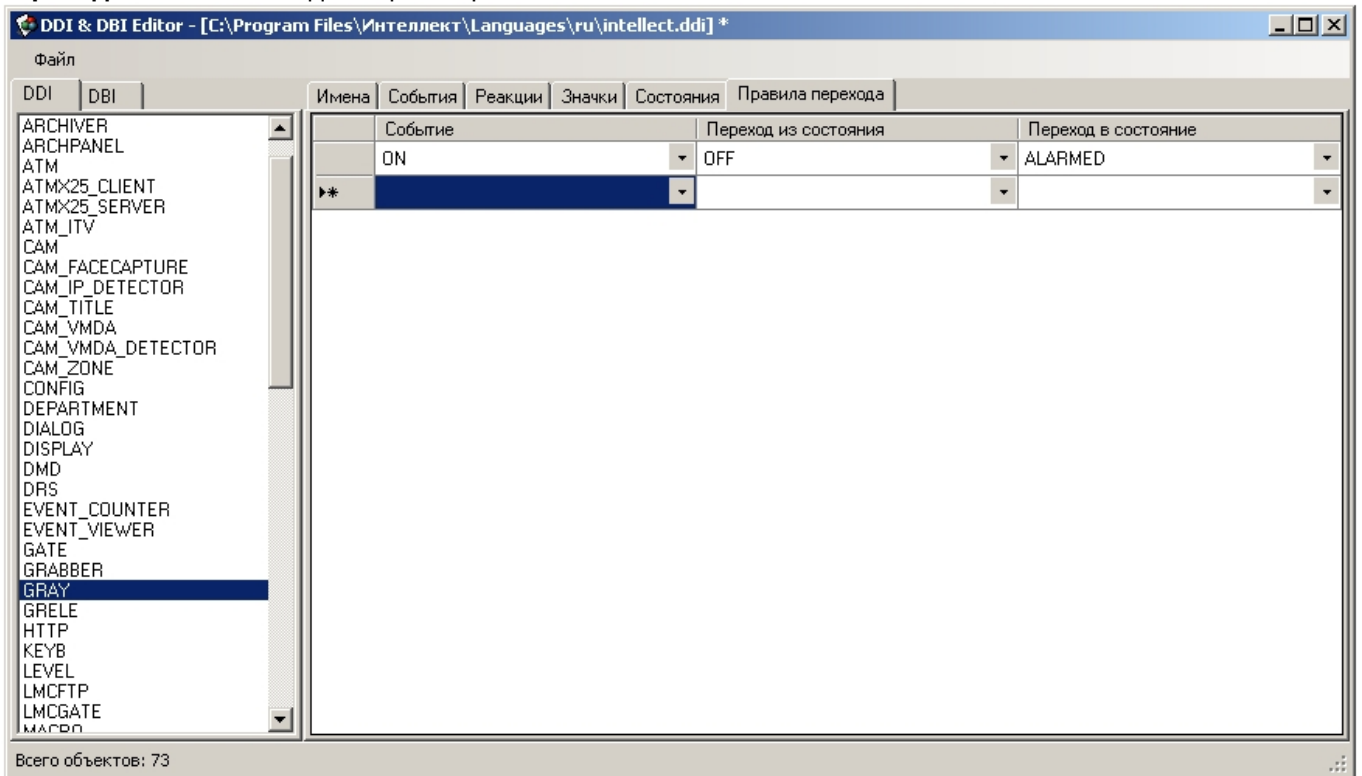 DDI & DBI Editor - [C:\Program Files\Интеллект\Languages\ru\intellect.ddi] *
Файл
DDI DBI
Имена События Реакции Значки Состояния Правила перехода
ARCHIVER
ARCHPANEL
ATM
ATMX25_CLIENT
ATMX25_SERVER
ATM_ITV
CAM
CAM_FACECAPTURE
CAM_IP_DETECTOR
CAM_TITLE
CAM_VMDA
CAM_VMDA_DETECTOR
CAM_ZONE
CONFIG
DEPARTMENT
DIALOG
DISPLAY
DMD
DRS
EVENT_COUNTER
EVENT_VIEWER
GATE
GRABBER
GRAY
GRELE
HTTP
KEYB
LEVEL
LMCFTP
LMCGATE
MACRO
Событие Переход из состояния Переход в состояние
ON OFF ALARMED
Всего объектов: 73